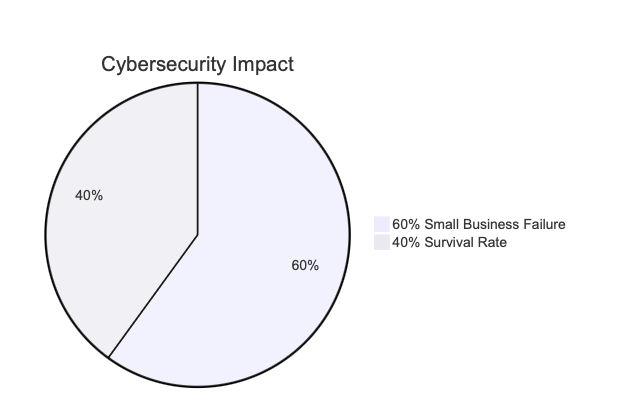 Cybersecurity Impact
40%
60%
60% Small Business Failure
40% Survival Rate